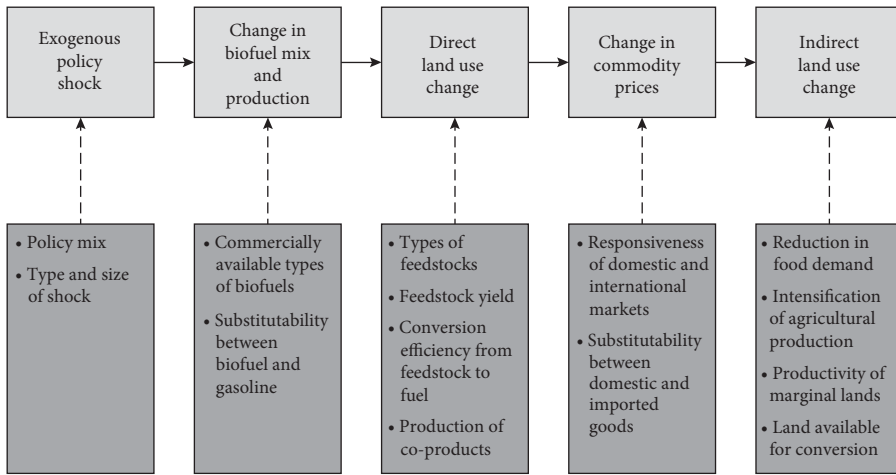 Exogenous
policy
shock
Change in
biofuel mix
and
production
Direct
land use
change
Change in
commodity
prices
Indirect
land use
change
• Policy mix
• Type and size
of shock
• Commercially
available types
of biofuels
• Substitutability
between
biofuel and
gasoline
• Types of
feedstocks
• Feedstock yield
• Conversion
efficiency from
feedstock to
fuel
• Production of
co-products
• Responsiveness
of domestic and
international
markets
• Substitutability
between
domestic and
imported
goods
• Reduction in
food demand
• Intensification
of agricultural
production
• Productivity of
marginal lands
• Land available
for conversion